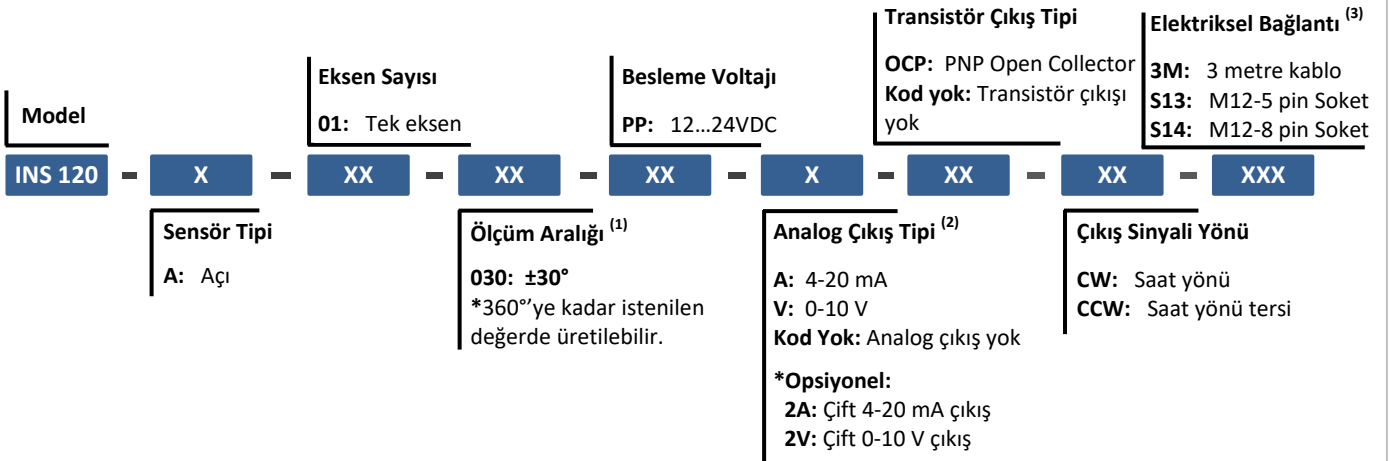 Model
Eksen Sayısı
01: Tek eksen
Besleme Voltajı
PP: 12...24VDC
Transistör Çıkış Tipi
OCP: PNP Open Collector
Kod yok: Transistör çıkışı
yok
Elektriksel Bağlantı (3)
3M: 3 metre kablo
S13: M12-5 pin Soket
S14: M12-8 pin Soket
INS 120 - X - XX - XX - XX - X - XX - XX - XXX
Sensör Tipi
A: Açı
Ölçüm Aralığı (1)
030: ±30°
*360°'ye kadar istenilen
değerde üretilebilir.
Analog Çıkış Tipi (2)
A: 4-20 mA
V: 0-10 V
Kod Yok: Analog çıkış yok
*Opsiyonel:
2A: Çift 4-20 mA çıkış
2V: Çift 0-10 V çıkış
Çıkış Sinyali Yönü
CW: Saat yönü
CCW: Saat yönü tersi